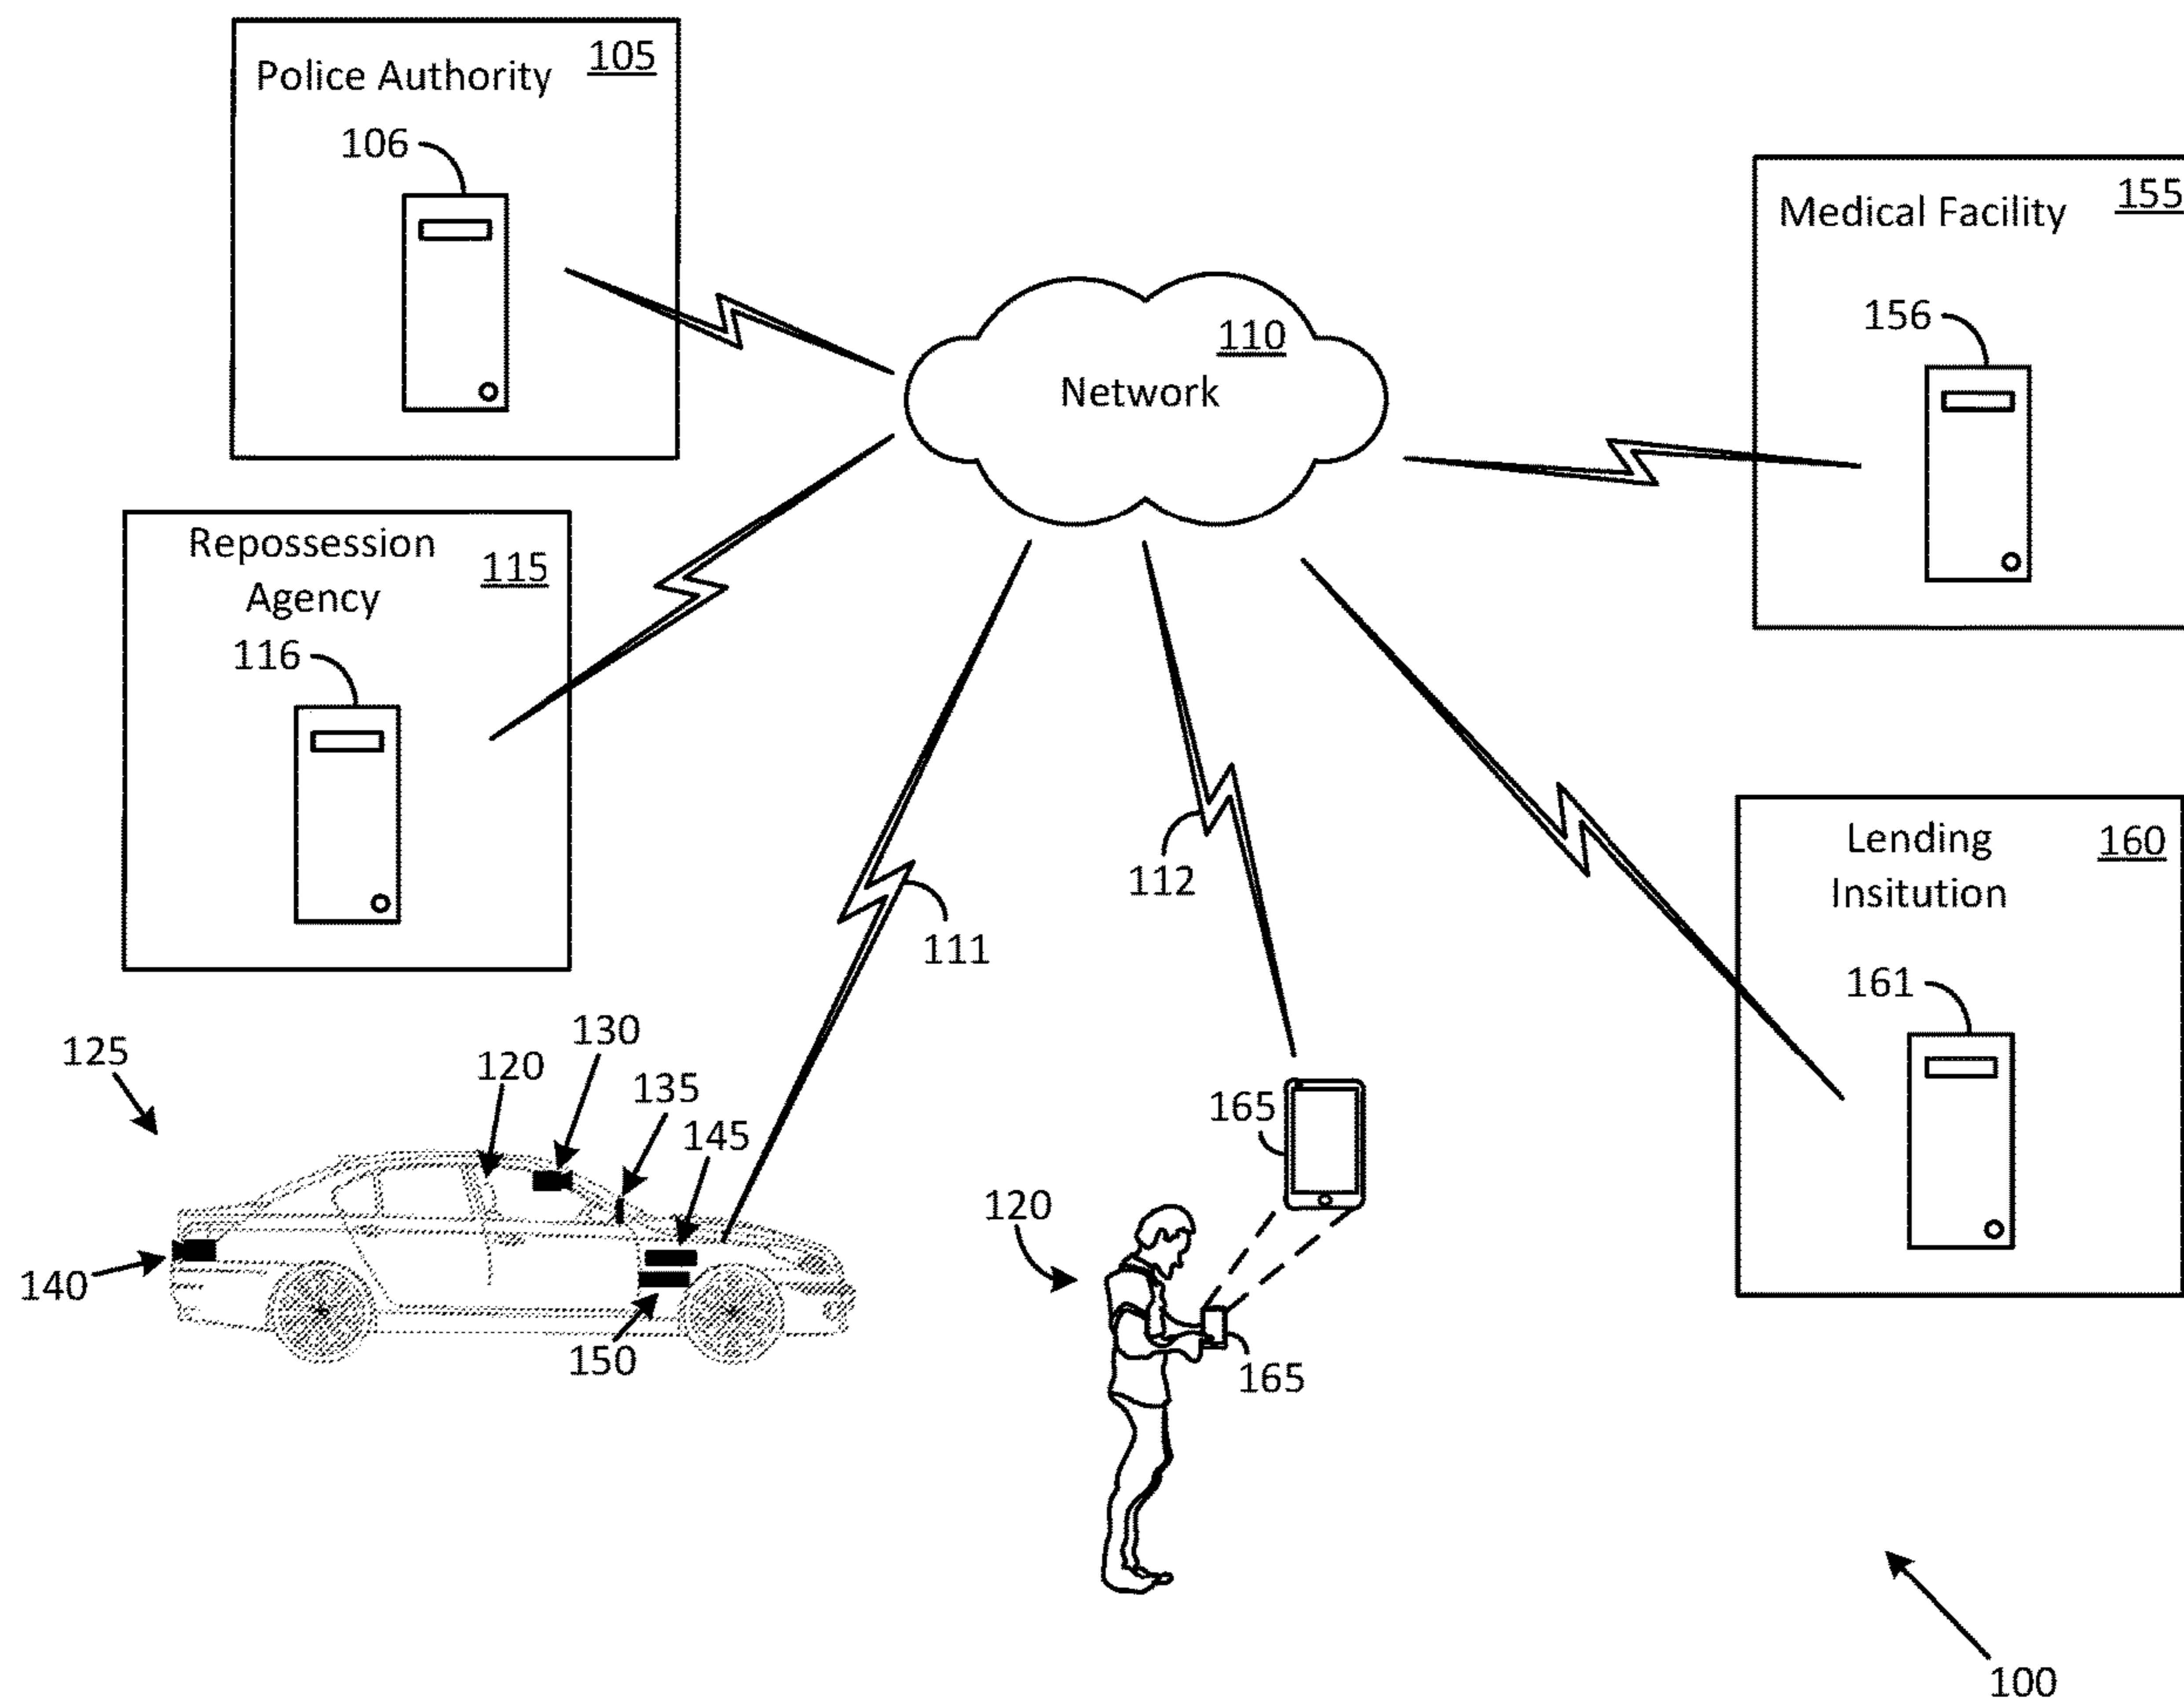 Police Authority 105
106
Medical Facility 155
156
110
Network
Repossession
Agency
115
116
Lending
Insitution
160
161
111
112
125
120
130
135
145
140
150
165
120
165
100